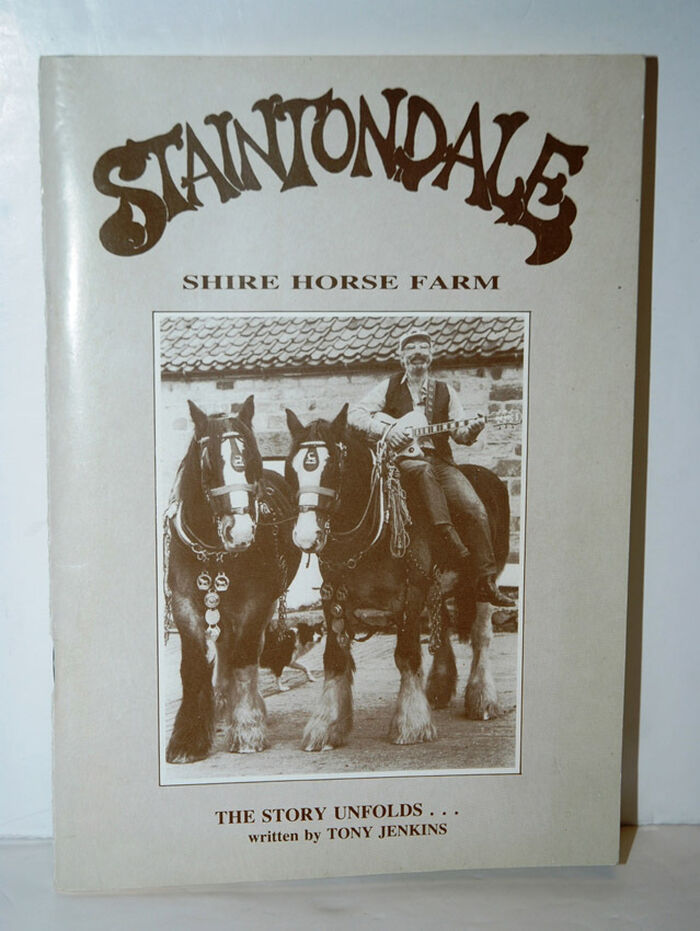 STAINTONDALE
SHIRE HORSE FARM
THE STORY UNFOLDS . . .
written by TONY JENKINS